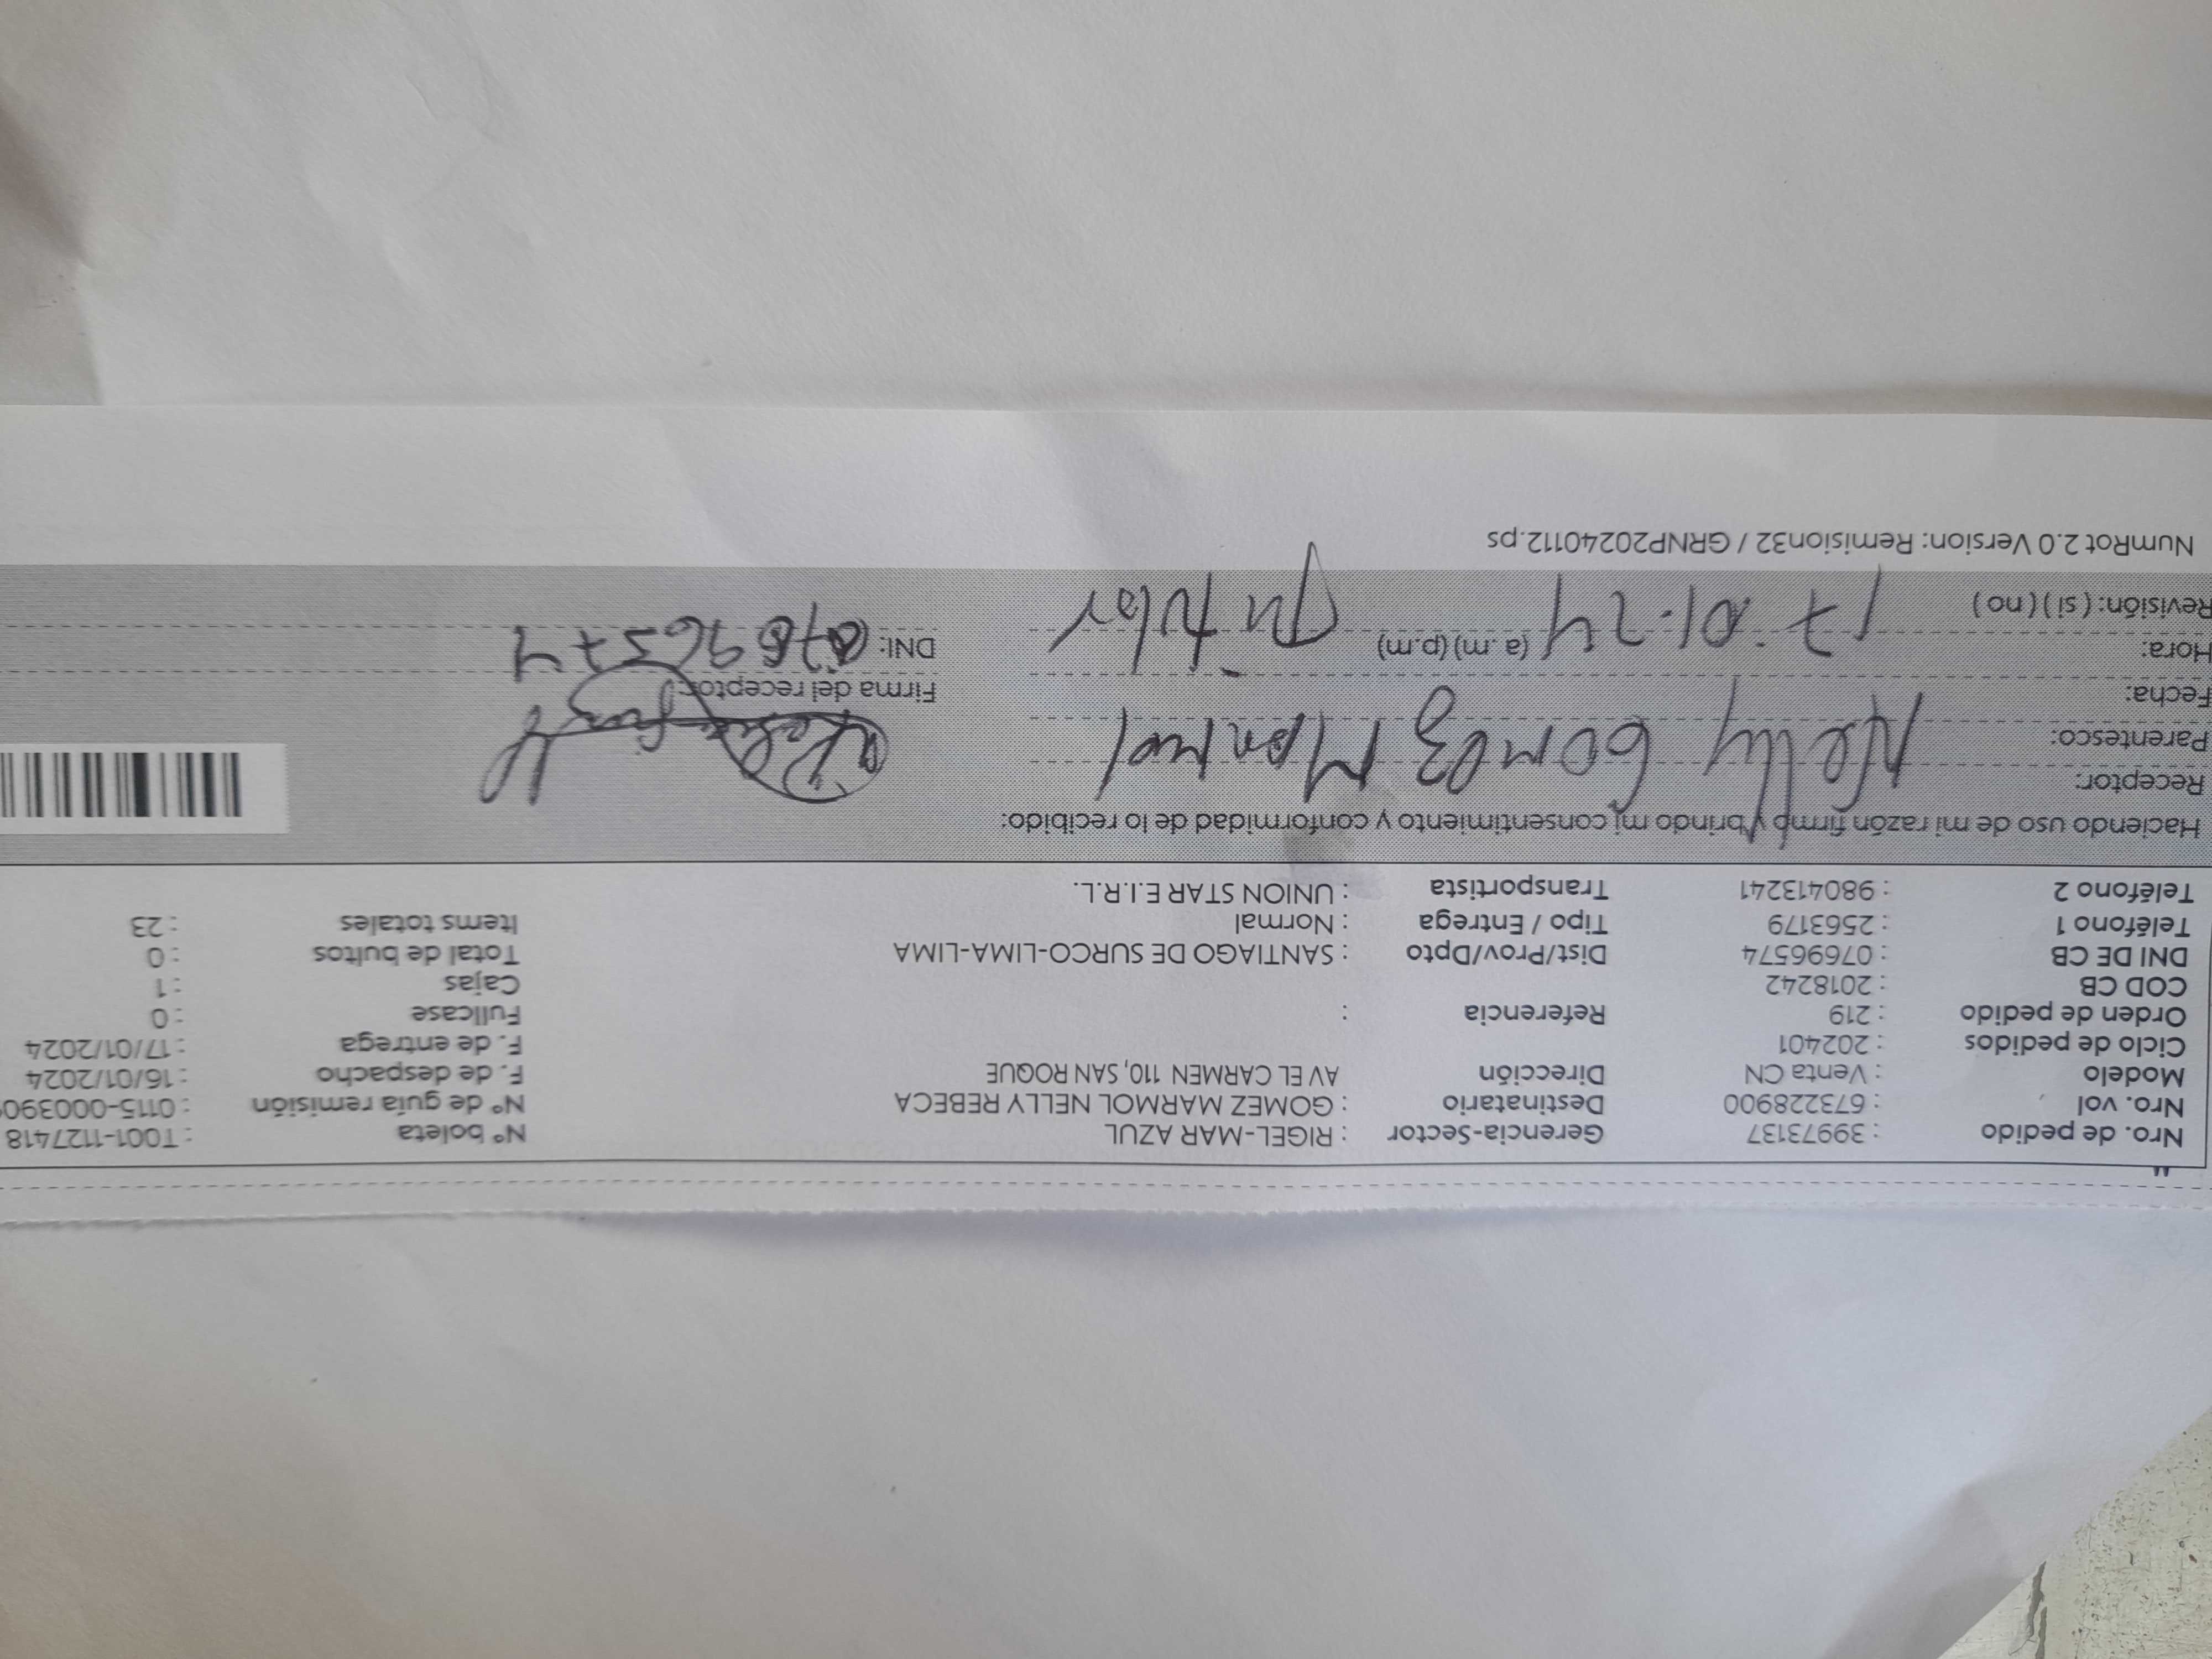 Nro. de pedido : 39973137 Gerencia-Sector : RIGEL-MAR AZUL N° boleta : T001-1127418
Nro. vol : 673228900 Destinatario : GOMEZ MARMOL NELLY REBECA N° de guía remisión : 0115-0003909
Modelo : Venta CN Dirección AV EL CARMEN 110, SAN ROQUE F. de despacho : 16/01/2024
Ciclo de pedidos : 202401 F. de entrega : 17/01/2024
Orden de pedido : 219 Referencia : Fullcase : 0
COD CB : 2018242 Cajas : 1
DNI DE CB : 07696574 Dist/Prov/Dpto : SANTIAGO DE SURCO-LIMA-LIMA Total de bultos : 0
Teléfono 1 : 2563179 Tipo / Entrega : Normal Items totales : 23
Teléfono 2 : 980413241 Transportista : UNION STAR E.I.R.L.
Haciendo uso de mi razón firmo y brindo mi consentimiento y conformidad de lo recibido:
Receptor: Nelly Gomez
Parentesco:
Fecha: Firma del receptor:
Hora: 17-01-24 (a.m) (p.m) DNI: 07696574
Revisión: ( si ) ( no )
NumRot 2.0 Version: Remision32 / GRNP20240112.ps